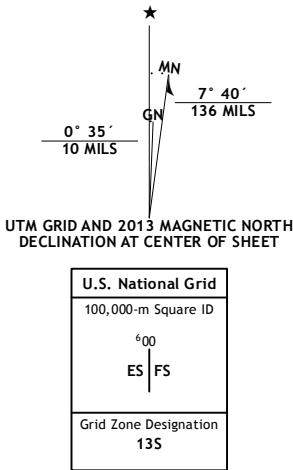 ★
MN
GN
7° 40´
136 MILS
0° 35´
10 MILS
UTM GRID AND 2013 MAGNETIC NORTH
DECLINATION AT CENTER OF SHEET
U.S. National Grid
100,000-m Square ID
⁶00
ES FS
Grid Zone Designation
13S